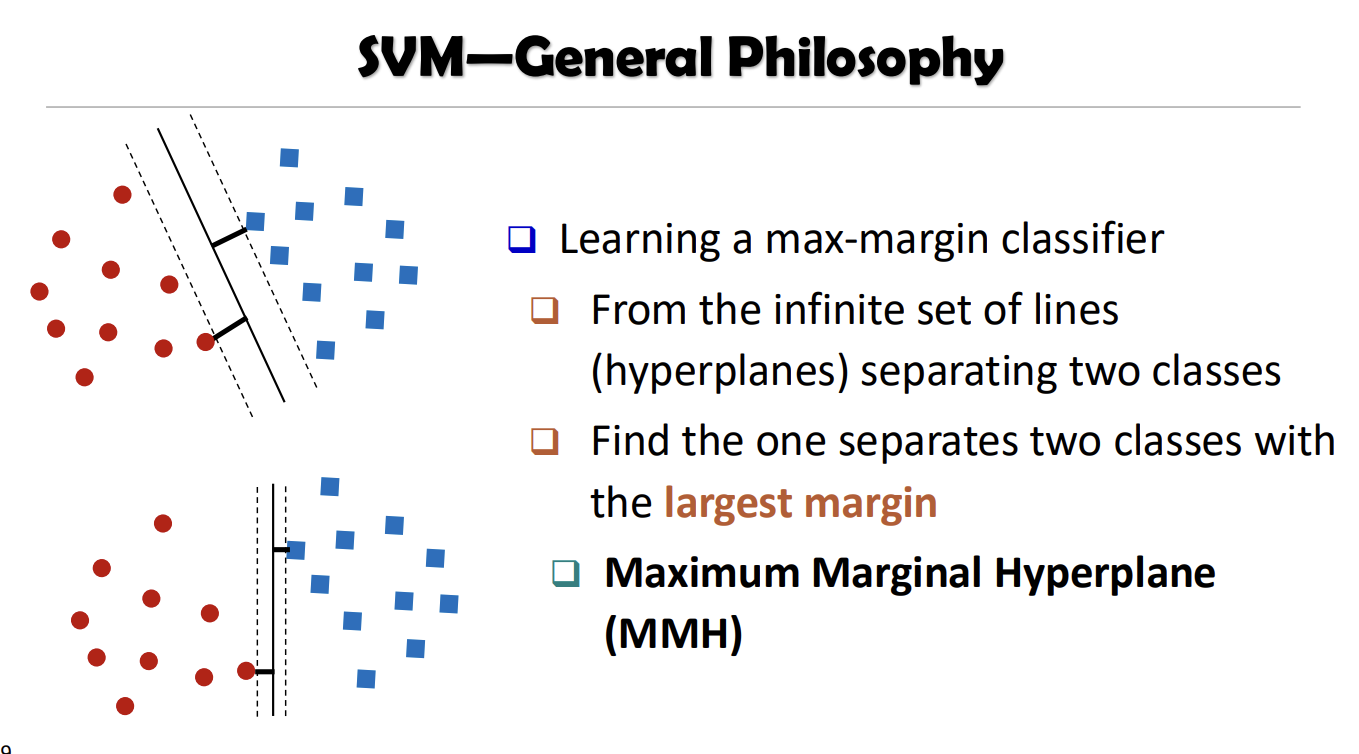 SVM—General Philosophy
Learning a max-margin classifier
From the infinite set of lines
(hyperplanes) separating two classes
Find the one separates two classes with
the largest margin
Maximum Marginal Hyperplane
(MMH)
9